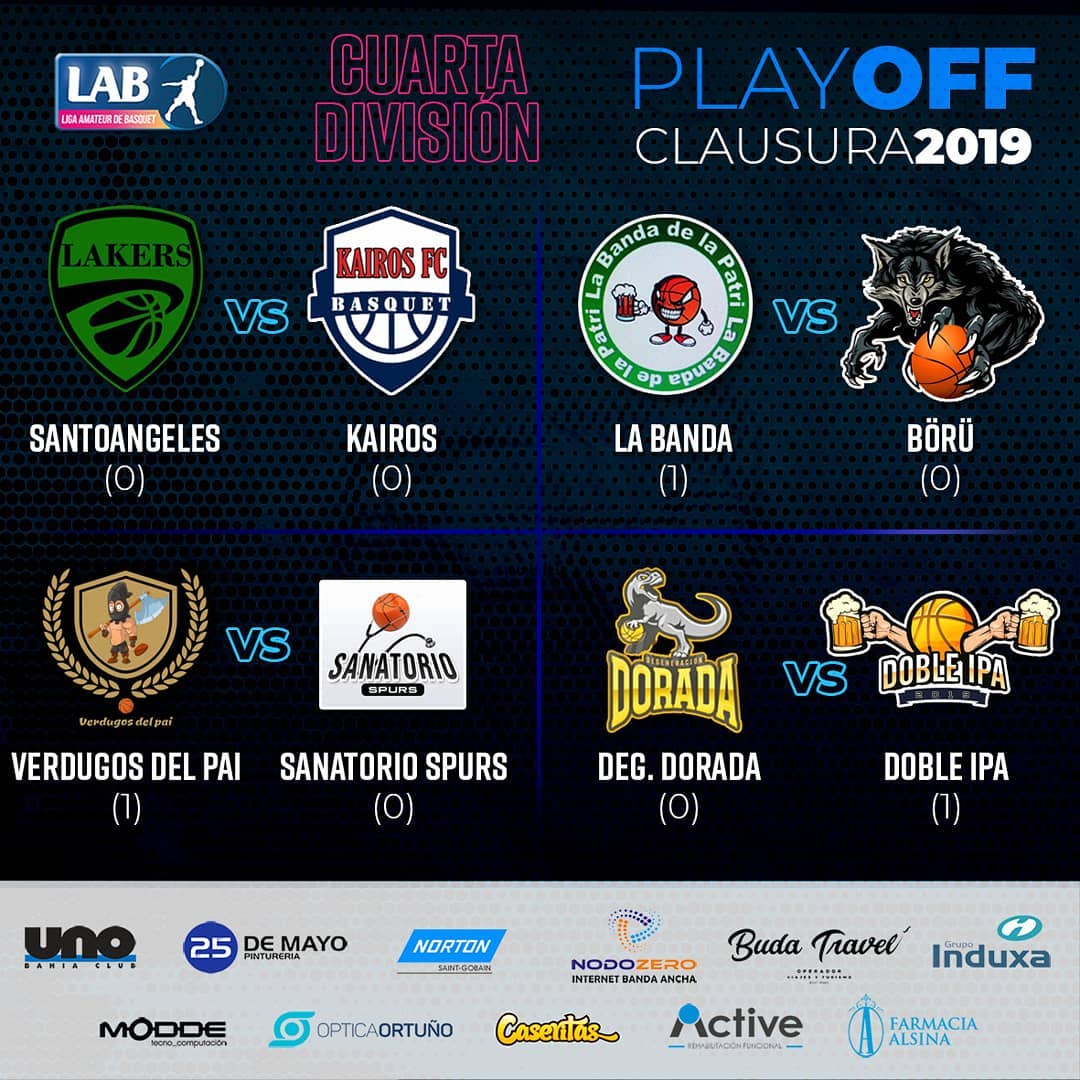 LAB
LIGA AMATEUR DE BASQUET
CUARTA
DIVISIÓN
PLAYOFF
CLAUSURA2019
LAKERS
VS
KAIROS FC
BASQUET
La Banda de la Patri La Banda de la Patri
VS
SANTOANGELES
(0)
KAIROS
(0)
LA BANDA
(1)
BÖRÜ
(0)
Verdugos del pai
VS
SANATORIO
SPURS
DEGENERACION
DORADA
VS
DOBLE IPA
2019
VERDUGOS DEL PAI
(1)
SANATORIO SPURS
(0)
DEG. DORADA
(0)
DOBLE IPA
(1)
UNO
BAHIA CLUB
25 DE MAYO
PINTURERIA
NORTON
SAINT-GOBAIN
NODOZERO
INTERNET BANDA ANCHA
Buda Travel
OPERADOR
VIAJES Y TURISMO
Grupo
Induxa
MODDE
tecno_computación
OPTICAORTUÑO
Caseritas
Active
REHABILITACIÓN FUNCIONAL
FARMACIA
ALSINA